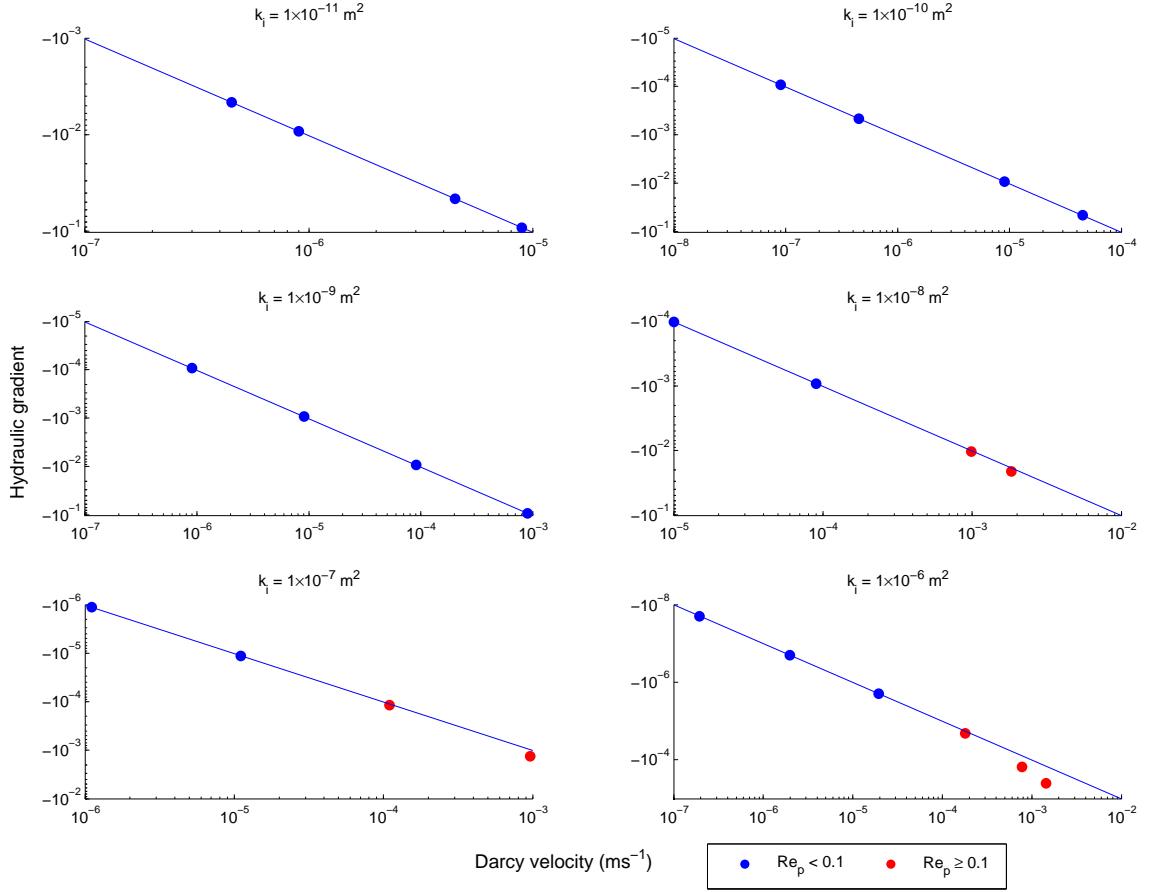 k_i = 1×10^−11 m^2
−10^−3
−10^−2
−10^−1
10^−7 10^−6 10^−5
k_i = 1×10^−10 m^2
−10^−5
−10^−4
−10^−3
−10^−2
−10^−1
10^−8 10^−7 10^−6 10^−5 10^−4
k_i = 1×10^−9 m^2
−10^−5
−10^−4
−10^−3
−10^−2
−10^−1
10^−7 10^−6 10^−5 10^−4 10^−3
k_i = 1×10^−8 m^2
−10^−4
−10^−3
−10^−2
−10^−1
10^−5 10^−4 10^−3 10^−2
k_i = 1×10^−7 m^2
−10^−6
−10^−5
−10^−4
−10^−3
−10^−2
10^−6 10^−5 10^−4 10^−3
k_i = 1×10^−6 m^2
−10^−8
−10^−6
−10^−4
10^−7 10^−6 10^−5 10^−4 10^−3 10^−2
Hydraulic gradient
Darcy velocity (ms^−1)
Re_p < 0.1
Re_p ≥ 0.1